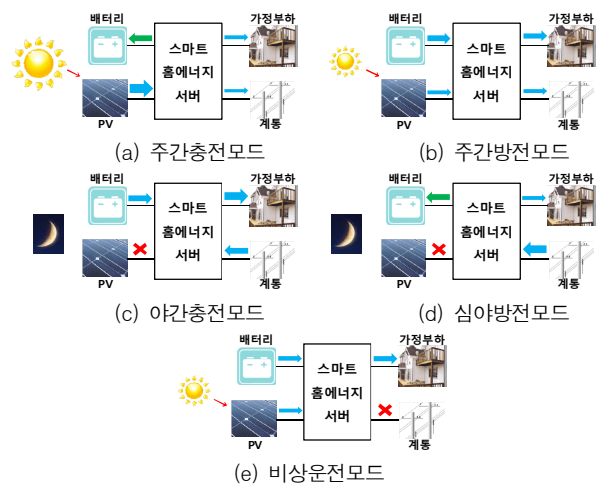 배터리
가정부하
스마트
홈에너지
서버
PV
계통
(a) 주간충전모드
배터리
가정부하
스마트
홈에너지
서버
PV
계통
(b) 주간방전모드
배터리
가정부하
스마트
홈에너지
서버
PV
계통
(c) 야간충전모드
배터리
가정부하
스마트
홈에너지
서버
PV
계통
(d) 심야방전모드
배터리
가정부하
스마트
홈에너지
서버
PV
계통
(e) 비상운전모드